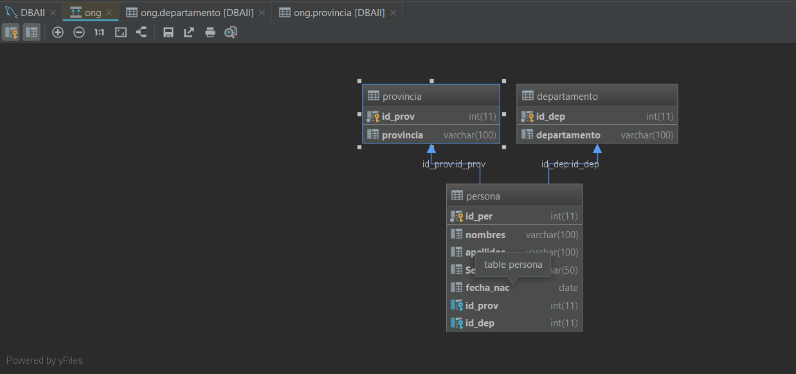 DBAII
ong
ong.departamento [DBAII]
ong.provincia [DBAII]
1:1
provincia
id_prov int(11)
provincia varchar(100)
departamento
id_dep int(11)
departamento varchar(100)
id_prov:id_prov
id_dep:id_dep
persona
id_per int(11)
nombres varchar(100)
varchar(100)
table persona
fecha_nac date
id_prov int(11)
id_dep int(11)
Powered by yFiles